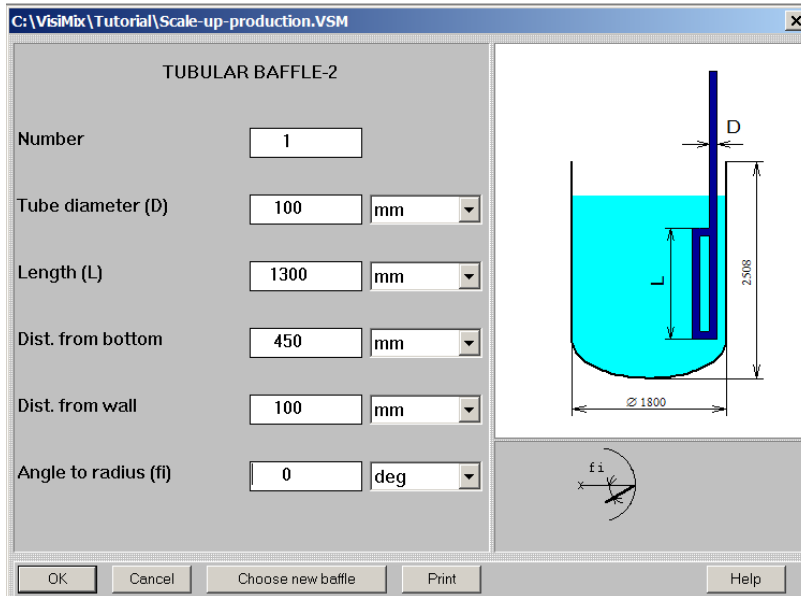 C:\VisiMix\Tutorial\Scale-up-production.VSM
TUBULAR BAFFLE-2
Number 1
Tube diameter (D) 100 mm
Length (L) 1300 mm
Dist. from bottom 450 mm
Dist. from wall 100 mm
Angle to radius (fi) 0 deg
D
L
2508
∅ 1800
fi
OK Cancel Choose new baffle Print Help